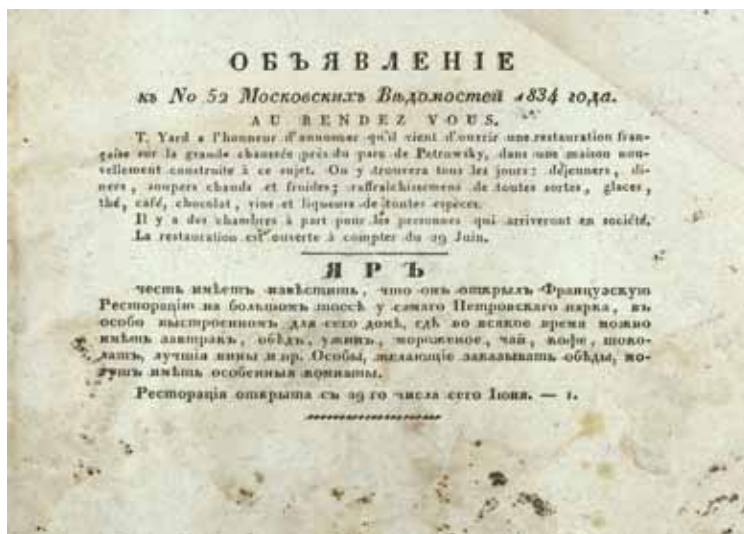 ОБЪЯВЛЕНІЕ
къ No 52 Московскихъ Вѣдомостей 1834 года.
AU RENDEZ VOUS.
T. Yard a l'honneur d'annoncer qu'il vient d'ouvrir une restauration fran-
çaise sur la grande chaussée près du parc de Petrowsky, dans une maison nou-
vellement construite à ce sujet. On y trouvera tous les jours: déjeuners, di-
ners, soupers chauds et froides; raffraichissemens de toutes sortes, glaces,
thé, café, chocolat, vins et liqueurs de toutes espèces.
Il y a des chambres à part pour les personnes qui arriveront en société.
La restauration est ouverte à compter du 29 Juin.
ЯРЪ
честь имѣетъ извѣстить, что онъ открылъ Французскую
Ресторацію на большомъ шоссѣ у самаго Петровскаго парка, въ
особо выстроенномъ для сего домѣ, гдѣ во всякое время можно
имѣть завтракъ, обѣдъ, ужинъ, мороженое, чай, кофе, шоко-
латъ, лучшія вины и пр. Особы, желающіе заказывать обѣды, мо-
гутъ имѣть особенныя комнаты.
Ресторація открыта съ 29 го числа сего Іюня. — 1.